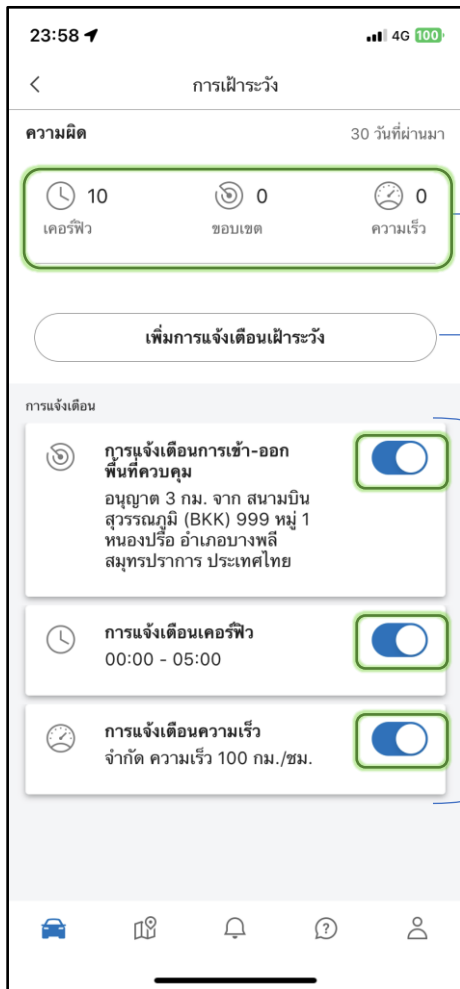 23:58
4G 100
การเฝ้าระวัง
ความผิด
30 วันที่ผ่านมา
10 0 0
เคอร์ฟิว ขอบเขต ความเร็ว
เพิ่มการแจ้งเตือนเฝ้าระวัง
การแจ้งเตือน
การแจ้งเตือนการเข้า-ออก
พื้นที่ควบคุม
อนุญาต 3 กม. จาก สนามบิน
สุวรรณภูมิ (BKK) 999 หมู่ 1
หนองปรือ อำเภอบางพลี
สมุทรปราการ ประเทศไทย
การแจ้งเตือนเคอร์ฟิว
00:00 - 05:00
การแจ้งเตือนความเร็ว
จำกัด ความเร็ว 100 กม./ชม.